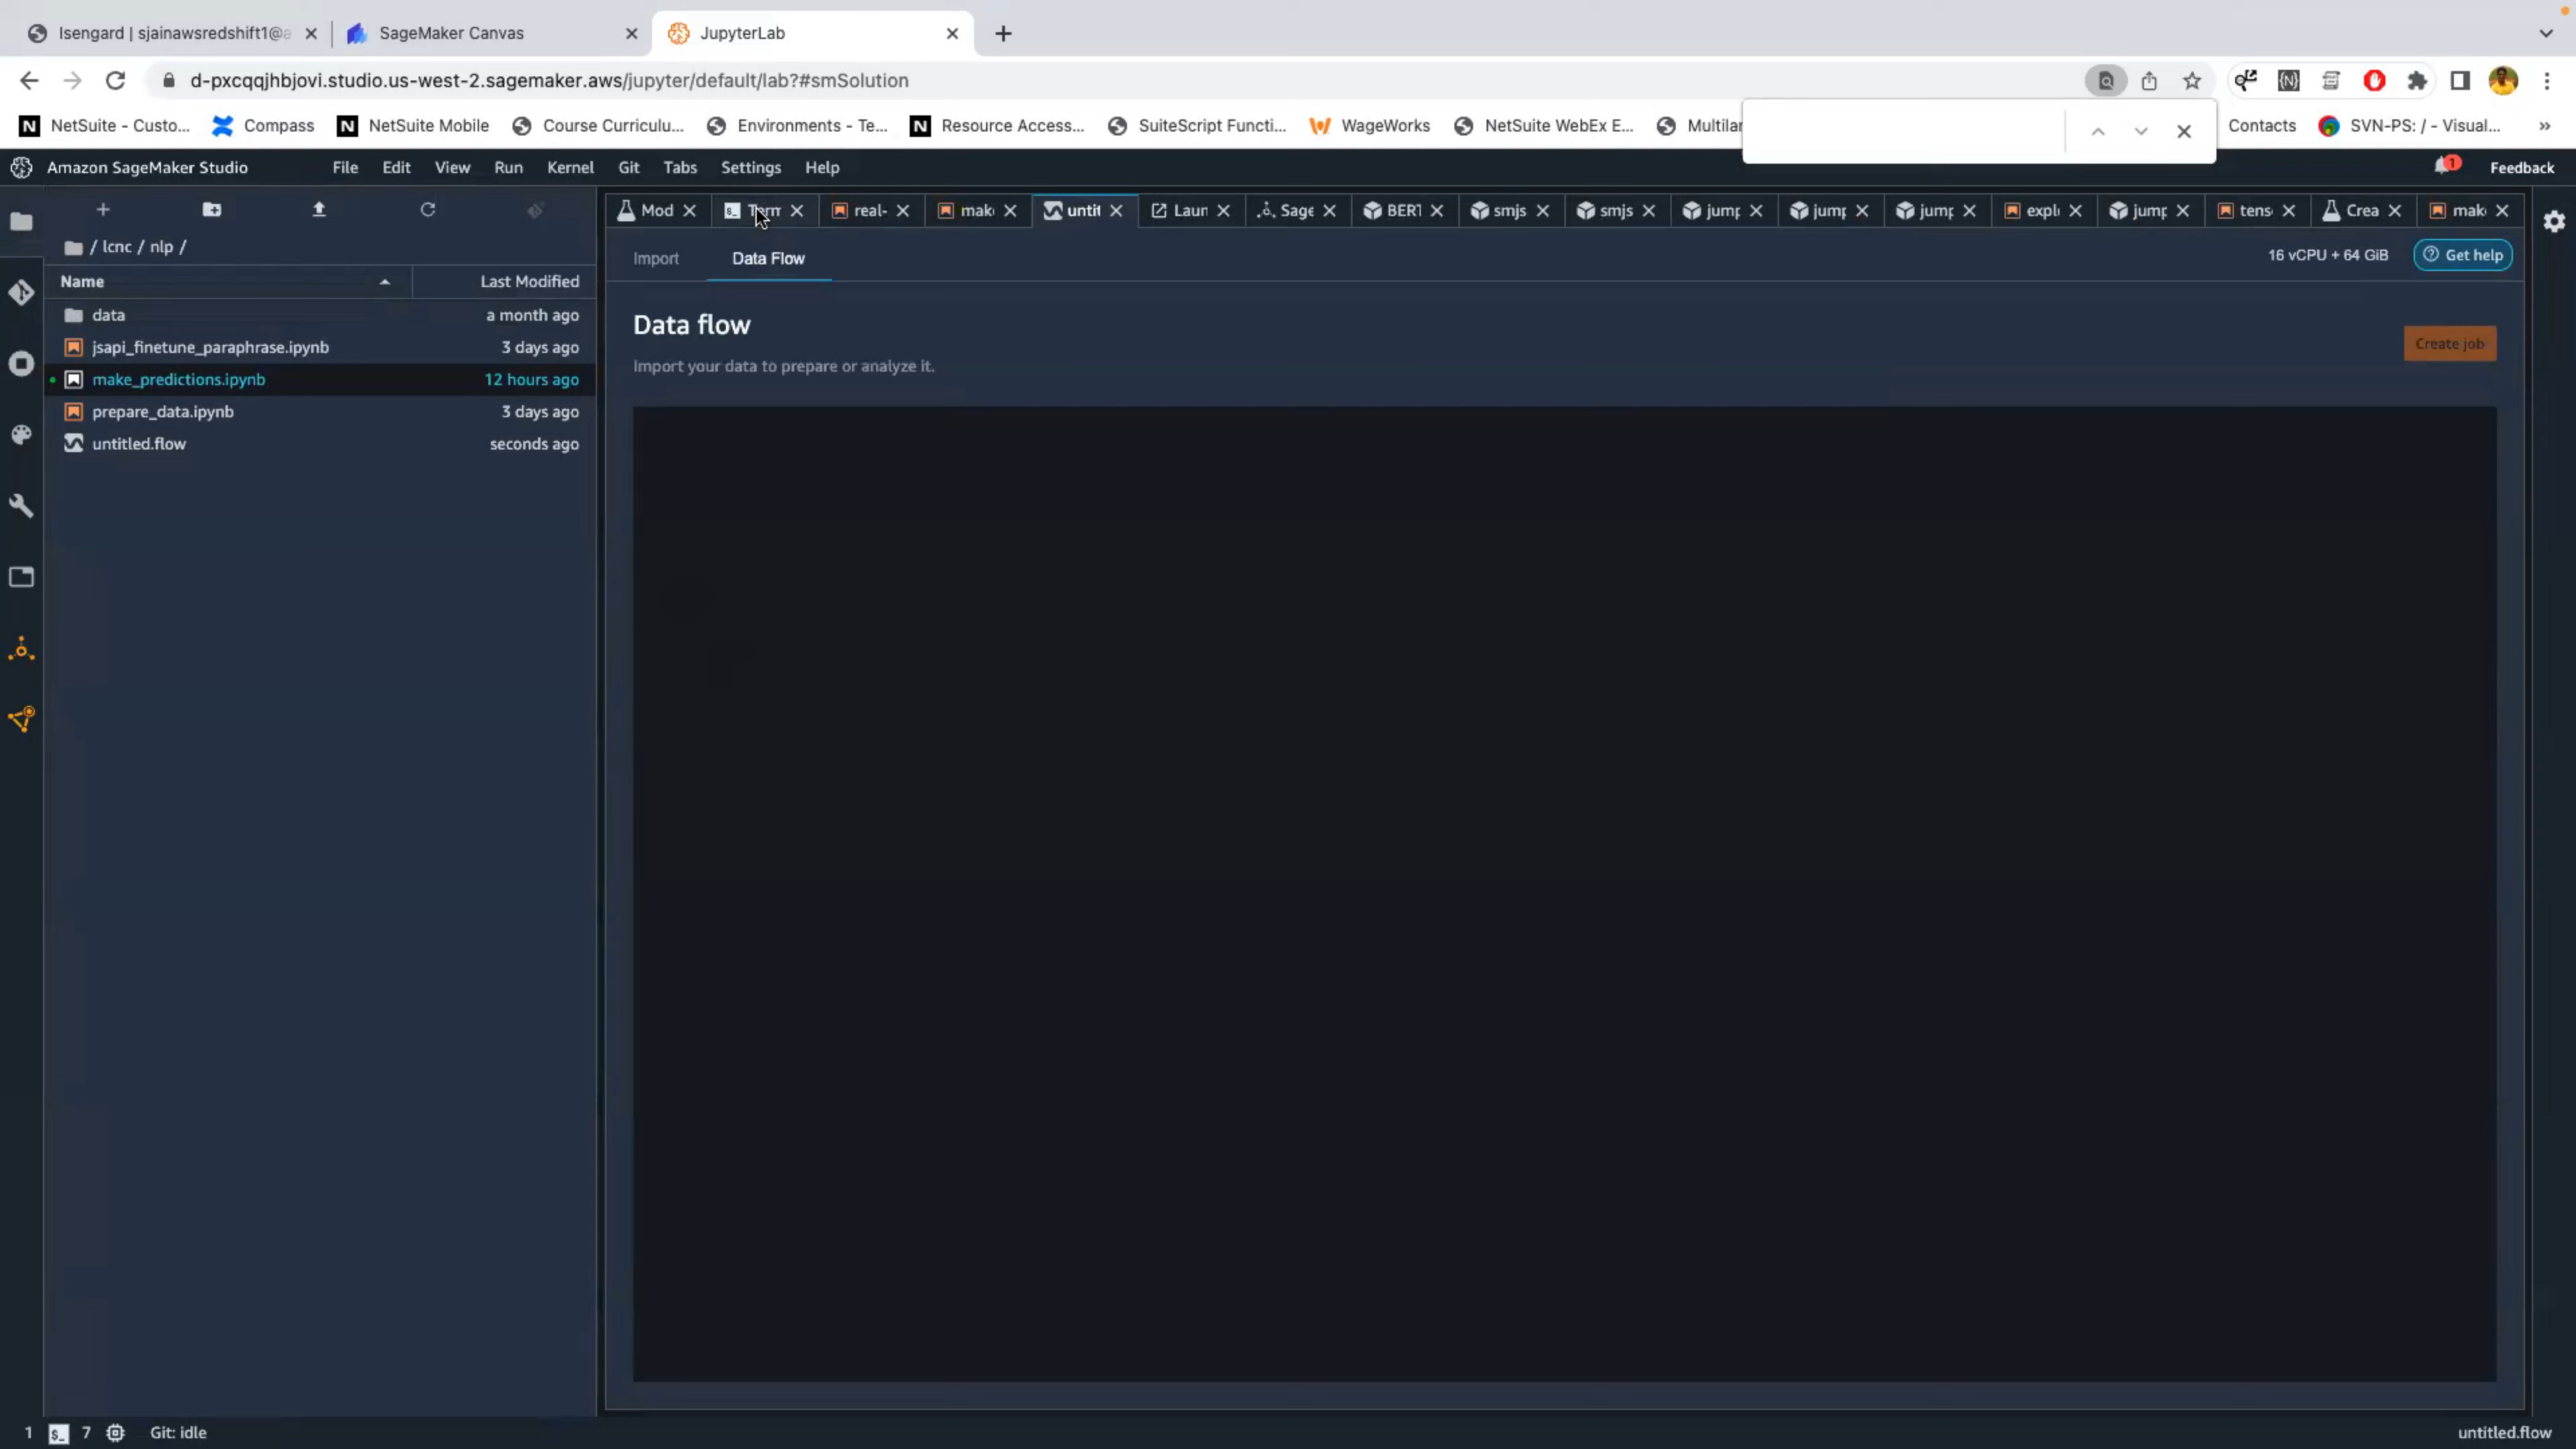 Isengard | sjainawsredshift1@a
SageMaker Canvas
JupyterLab
d-pxcqqjhbjovi.studio.us-west-2.sagemaker.aws/jupyter/default/lab?#smSolution
NetSuite - Custo...
Compass
NetSuite Mobile
Course Curriculu...
Environments - Te...
Resource Access...
SuiteScript Functi...
WageWorks
NetSuite WebEx E...
Multilar
Contacts
SVN-PS: / - Visual...
»
Amazon SageMaker Studio
File
Edit
View
Run
Kernel
Git
Tabs
Settings
Help
1
Feedback
Mod
Term
real-
make
untit
Laun
Sage
BERT
smjs
smjs
jump
jump
jump
expl
jump
tens
Crea
make
/ lcnc / nlp /
Import
Data Flow
16 vCPU + 64 GiB
Get help
Name
Last Modified
data
a month ago
jsapi_finetune_paraphrase.ipynb
3 days ago
make_predictions.ipynb
12 hours ago
prepare_data.ipynb
3 days ago
untitled.flow
seconds ago
Data flow
Import your data to prepare or analyze it.
Create job
1
$_
7
Git: idle
untitled.flow